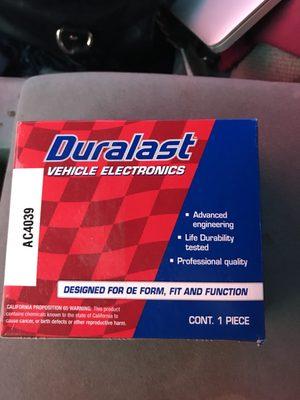 Duralast
VEHICLE ELECTRONICS
AC4039
▪ Advanced
engineering
▪ Life Durability
tested
▪ Professional quality
DESIGNED FOR OE FORM, FIT AND FUNCTION
CALIFORNIA PROPOSITION 65 WARNING: This product
contains chemicals known to the state of California to
cause cancer, or birth defects or other reproductive harm.
CONT. 1 PIECE